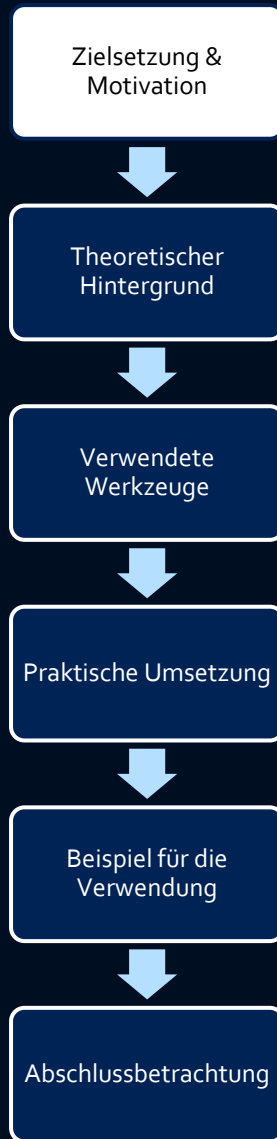 Zielsetzung &
Motivation
Theoretischer
Hintergrund
Verwendete
Werkzeuge
Praktische Umsetzung
Beispiel für die
Verwendung
Abschlussbetrachtung